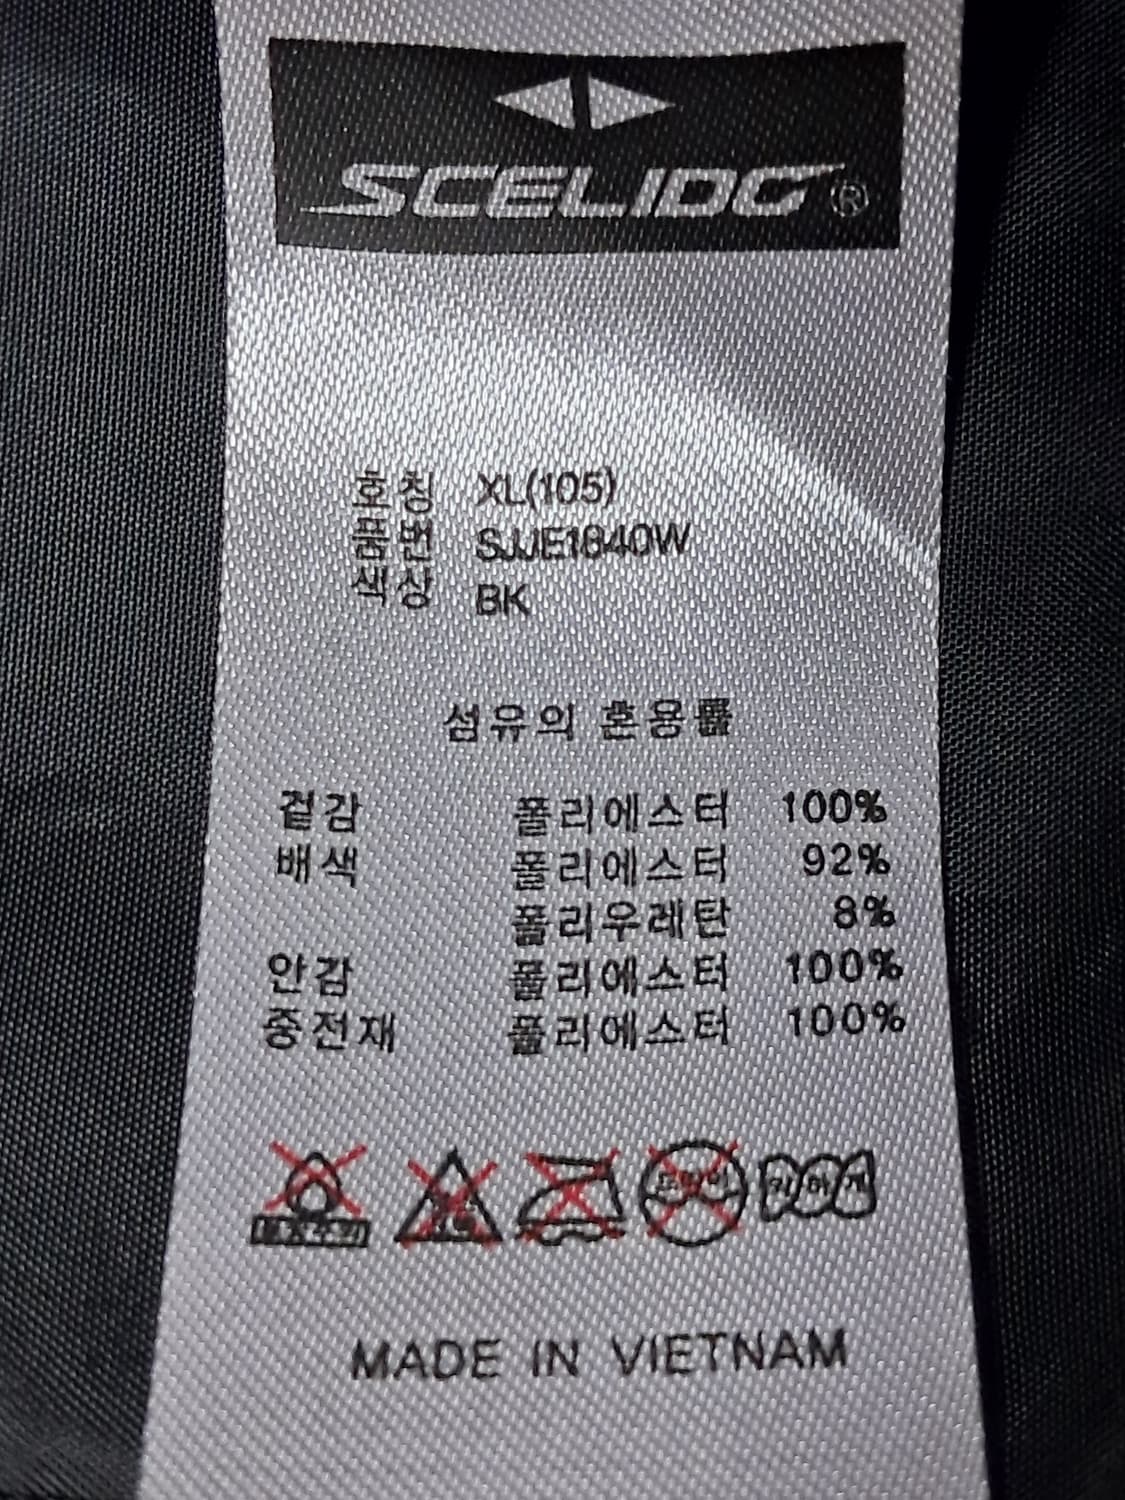 SCELIDO®
호칭 XL(105)
품번 SJJE1840W
색상 BK
섬유의 혼용률
겉감 폴리에스터 100%
배색 폴리에스터 92%
폴리우레탄 8%
안감 폴리에스터 100%
충전재 폴리에스터 100%
약하게
MADE IN VIETNAM